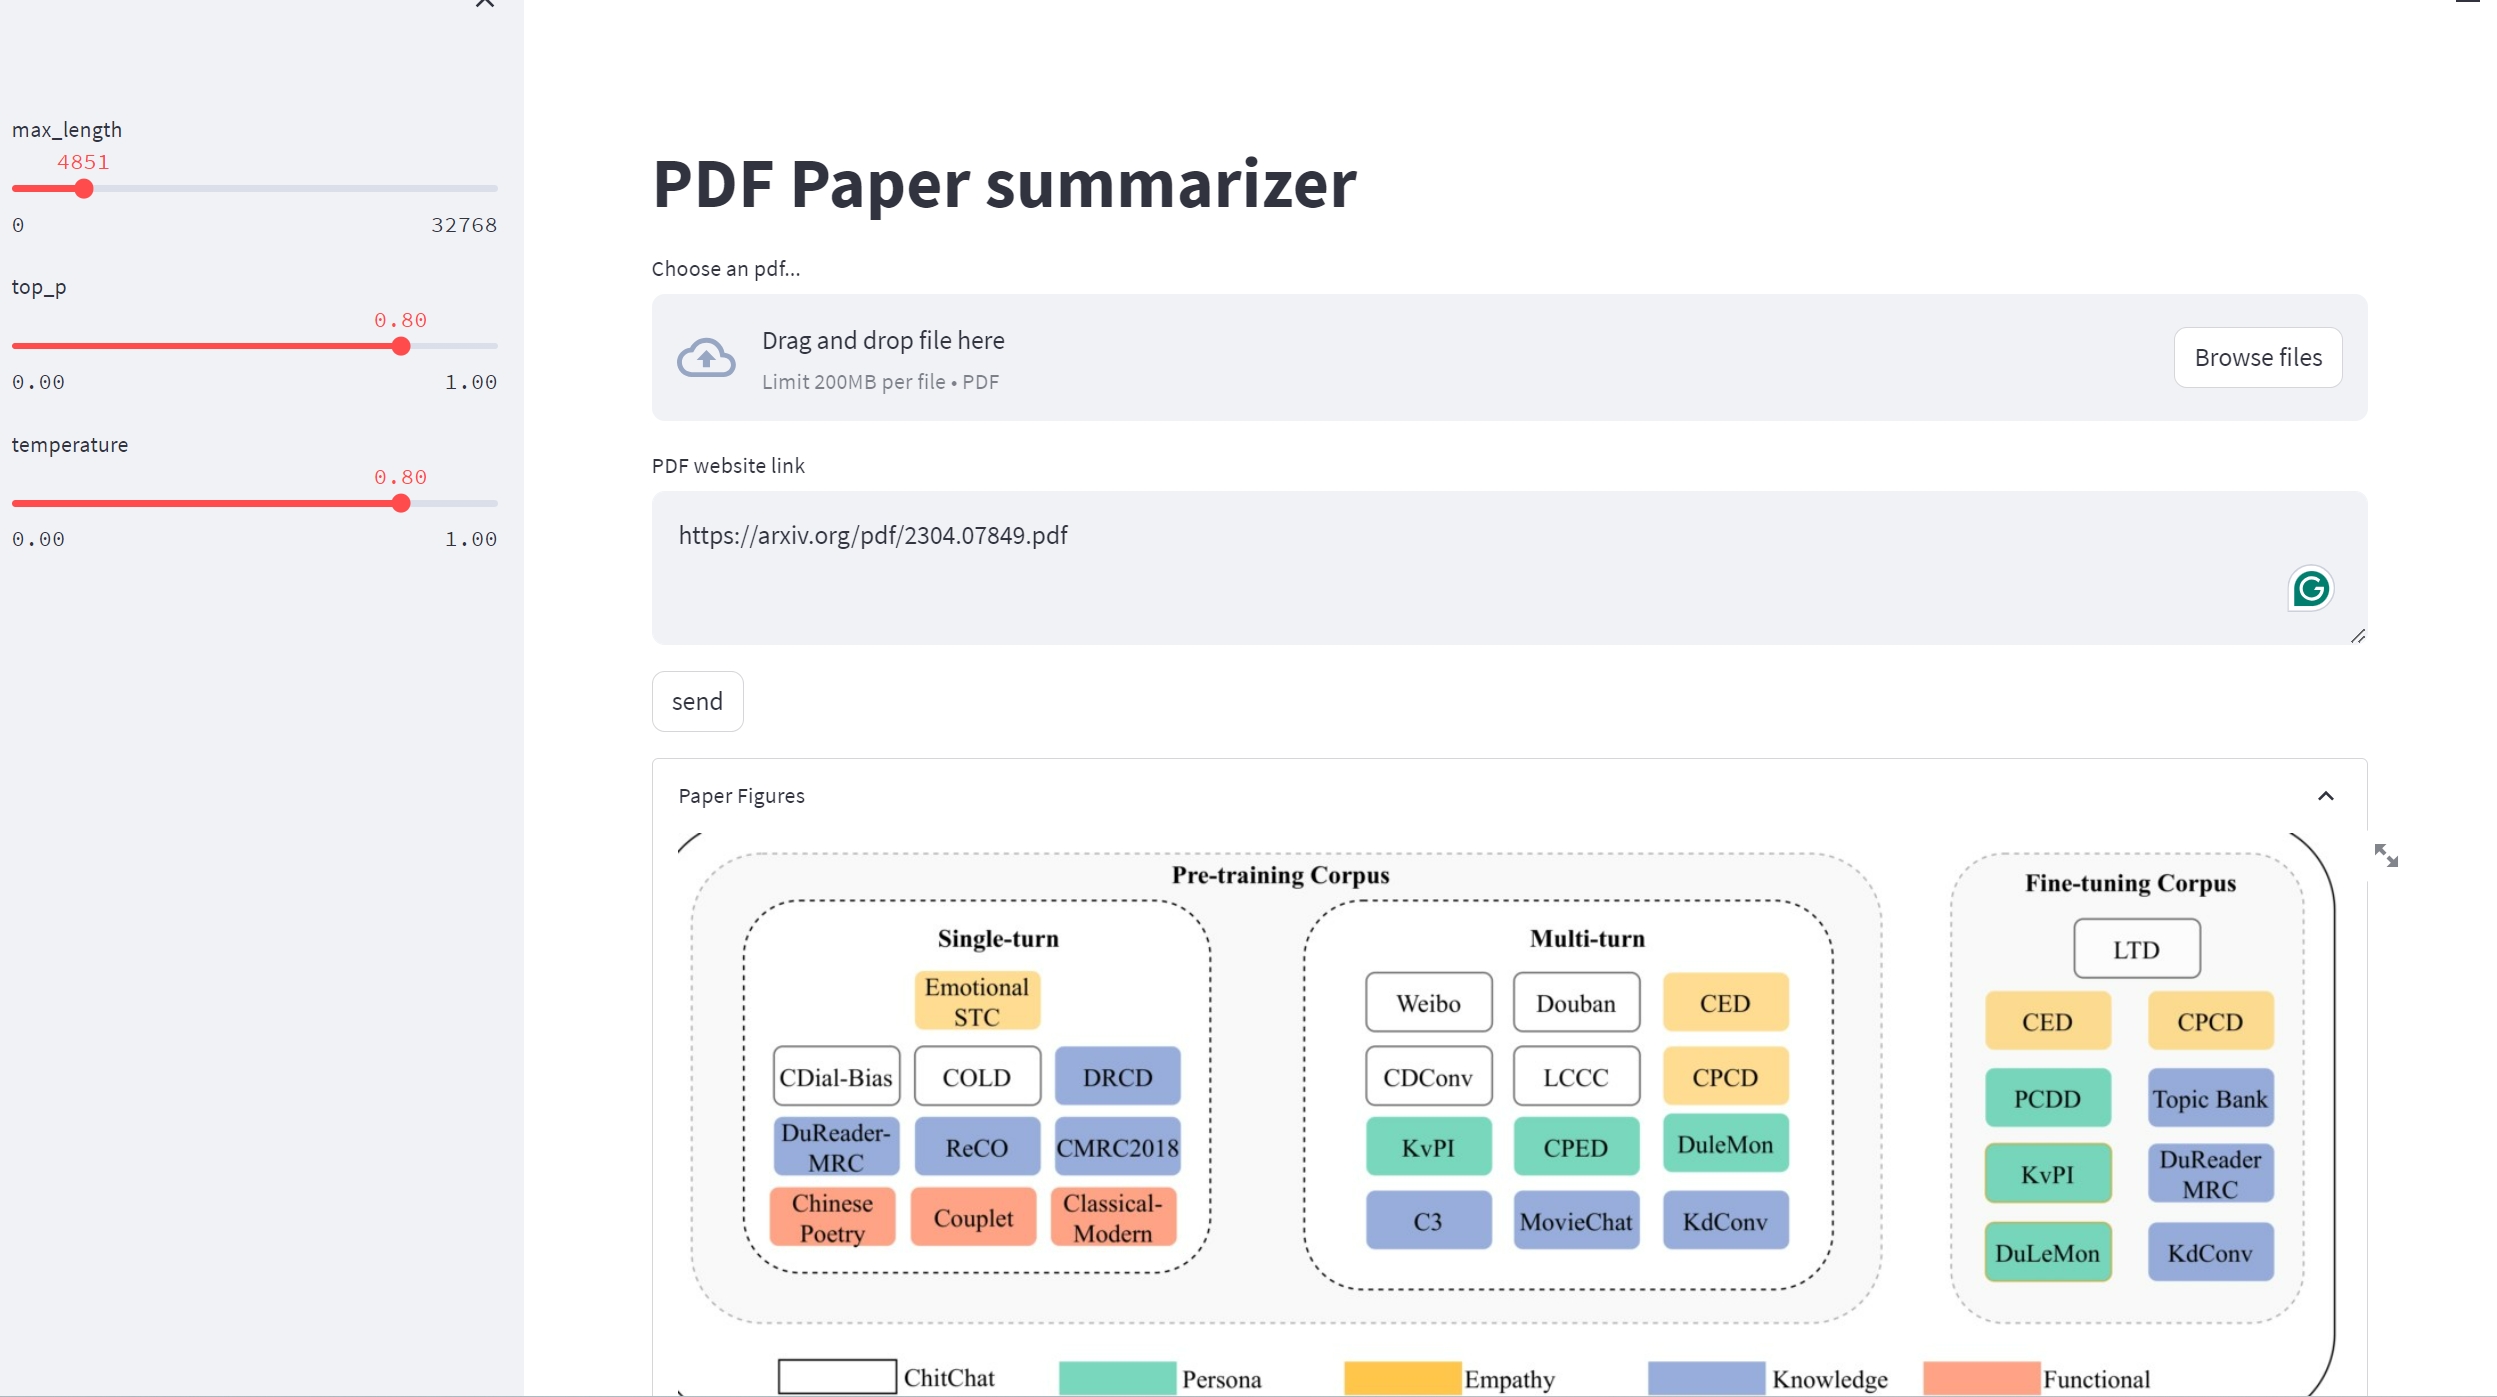 max_length
4851
0 32768
top_p
0.80
0.00 1.00
temperature
0.80
0.00 1.00
PDF Paper summarizer
Choose an pdf...
Drag and drop file here
Limit 200MB per file • PDF
Browse files
PDF website link
https://arxiv.org/pdf/2304.07849.pdf
send
Paper Figures
Pre-training Corpus
Single-turn
Emotional
STC
CDial-Bias COLD DRCD
DuReader-
MRC
ReCO CMRC2018
Chinese
Poetry
Couplet
Classical-
Modern
Multi-turn
Weibo Douban CED
CDConv LCCC CPCD
KvPI CPED DuleMon
C3 MovieChat KdConv
Fine-tuning Corpus
LTD
CED CPCD
PCDD Topic Bank
KvPI
DuReader
MRC
DuLeMon KdConv
ChitChat Persona Empathy Knowledge Functional